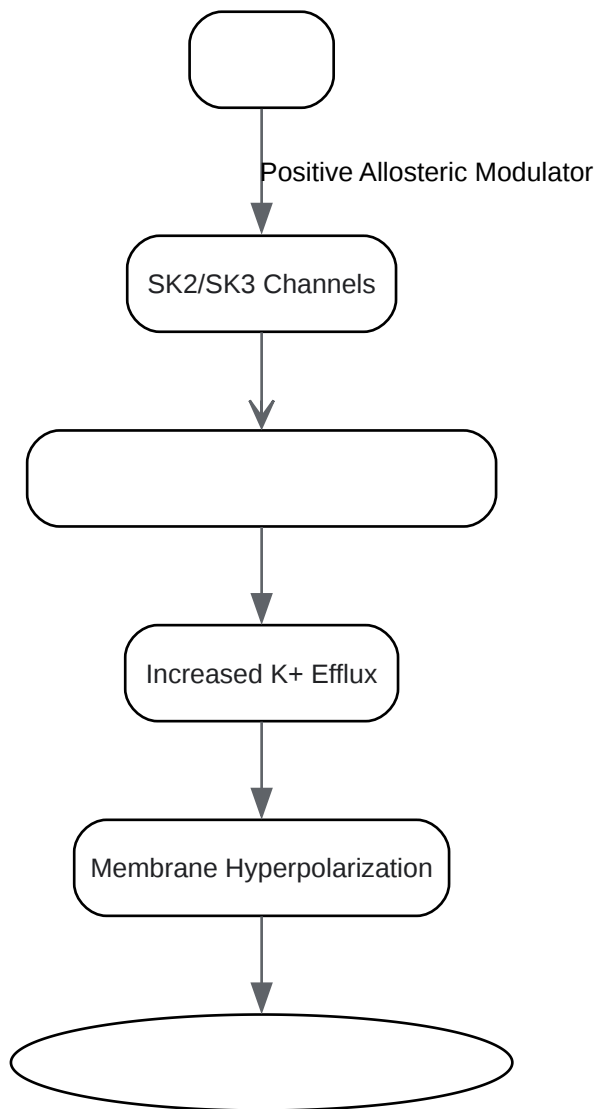 Positive Allosteric Modulator
SK2/SK3 Channels
Increased K+ Efflux
Membrane Hyperpolarization